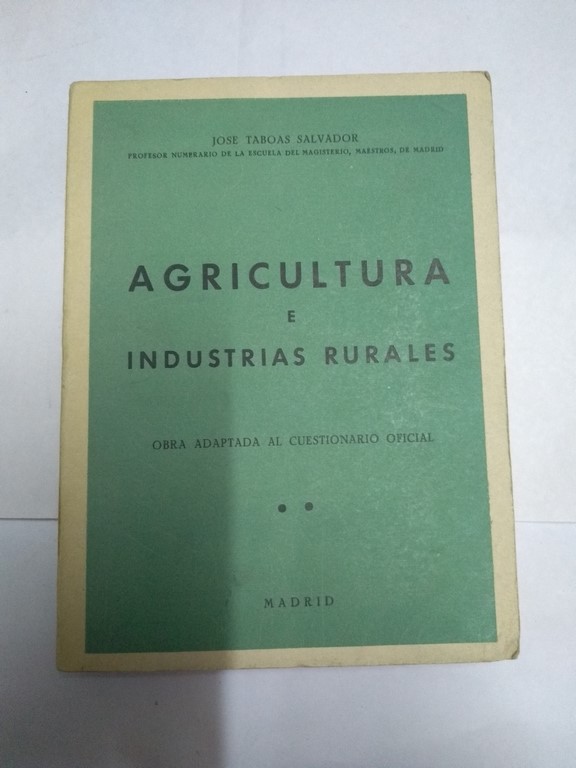 JOSE TABOAS SALVADOR
PROFESOR NUMERARIO DE LA ESCUELA DEL MAGISTERIO, MAESTROS, DE MADRID
AGRICULTURA
E
INDUSTRIAS RURALES
OBRA ADAPTADA AL CUESTIONARIO OFICIAL
MADRID